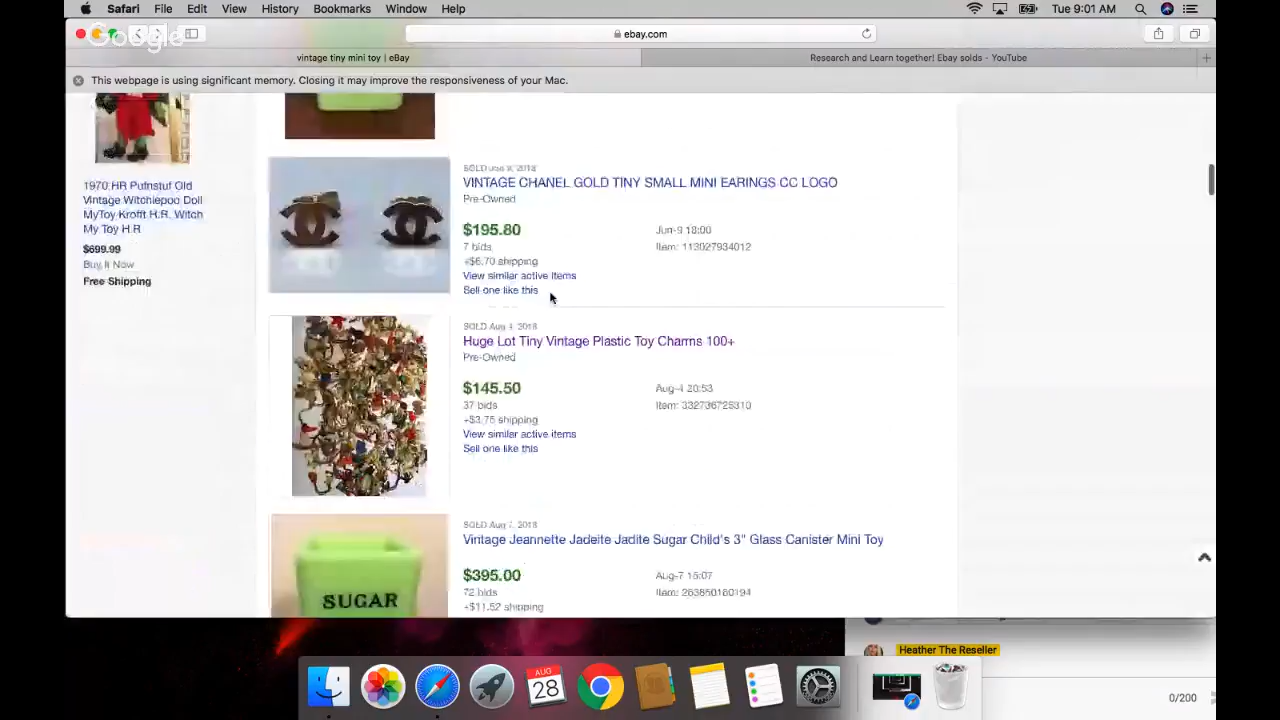 Safari File Edit View History Bookmarks Window Help
Tue 9:01 AM
Google
ebay.com
vintage tiny mini toy | eBay
Research and Learn together! Ebay solds - YouTube
This webpage is using significant memory. Closing it may improve the responsiveness of your Mac.
1970 HR Pufnstuf Old
Vintage Witchiepoo Doll
MyToy Krofft H.R. Witch
My Toy H.R
$699.99
Buy It Now
Free Shipping
SOLD Jun 9, 2018
VINTAGE CHANEL GOLD TINY SMALL MINI EARINGS CC LOGO
Pre-Owned
$195.80
Jun-9 18:00
7 bids
Item: 113027934012
+$6.70 shipping
View similar active items
Sell one like this
SOLD Aug 4, 2018
Huge Lot Tiny Vintage Plastic Toy Charms 100+
Pre-Owned
$145.50
Aug-4 20:53
37 bids
Item: 332736725310
+$3.75 shipping
View similar active items
Sell one like this
SOLD Aug 7, 2018
Vintage Jeannette Jadeite Jadite Sugar Child's 3" Glass Canister Mini Toy
$395.00
Aug-7 15:07
72 bids
+$11.52 shipping
SUGAR
Heather The Reseller
AUG
28
0/200